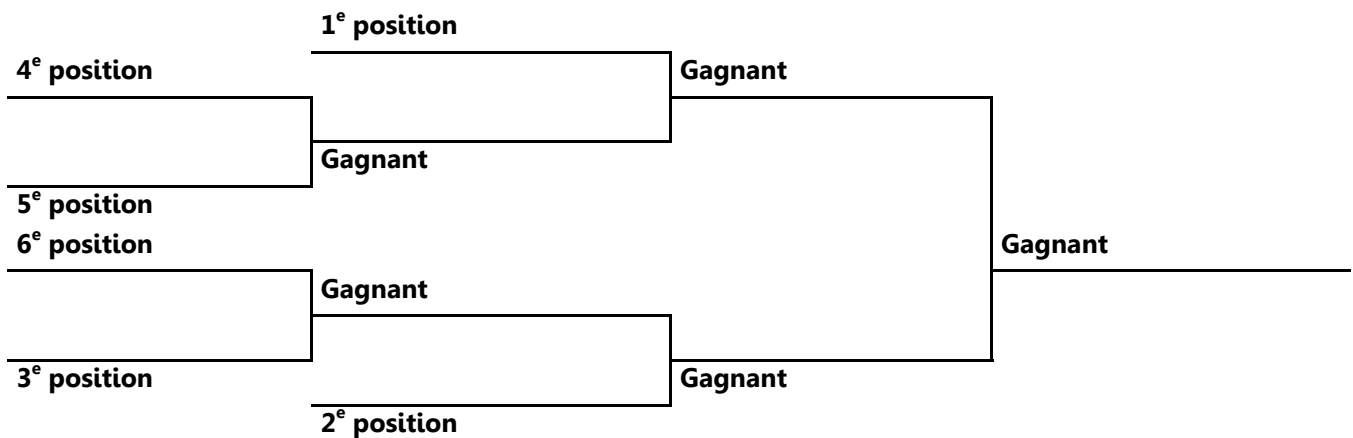 1e position
4e position
Gagnant
Gagnant
5e position
6e position
Gagnant
Gagnant
3e position
Gagnant
2e position